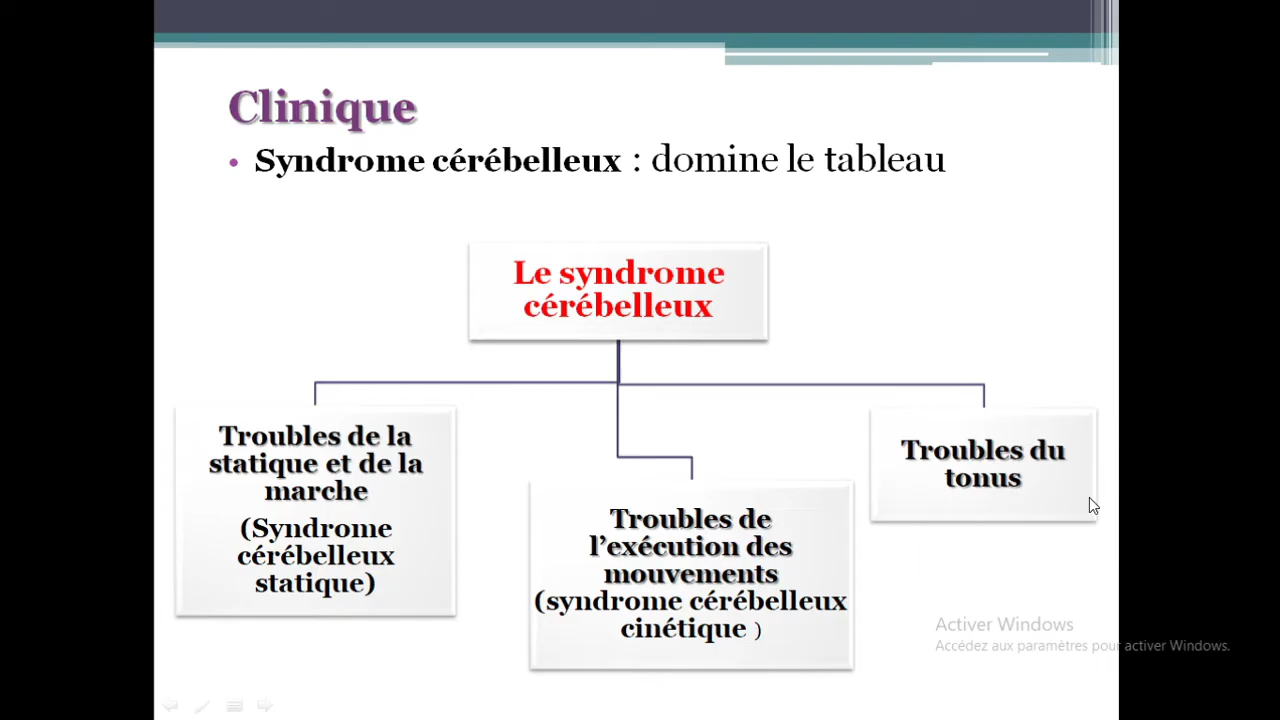 Clinique
• Syndrome cérébelleux : domine le tableau
Le syndrome
cérébelleux
Troubles de la
statique et de la
marche
(Syndrome
cérébelleux
statique)
Troubles de
l’exécution des
mouvements
(syndrome cérébelleux
cinétique )
Troubles du
tonus
Activer Windows
Accédez aux paramètres pour activer Windows.